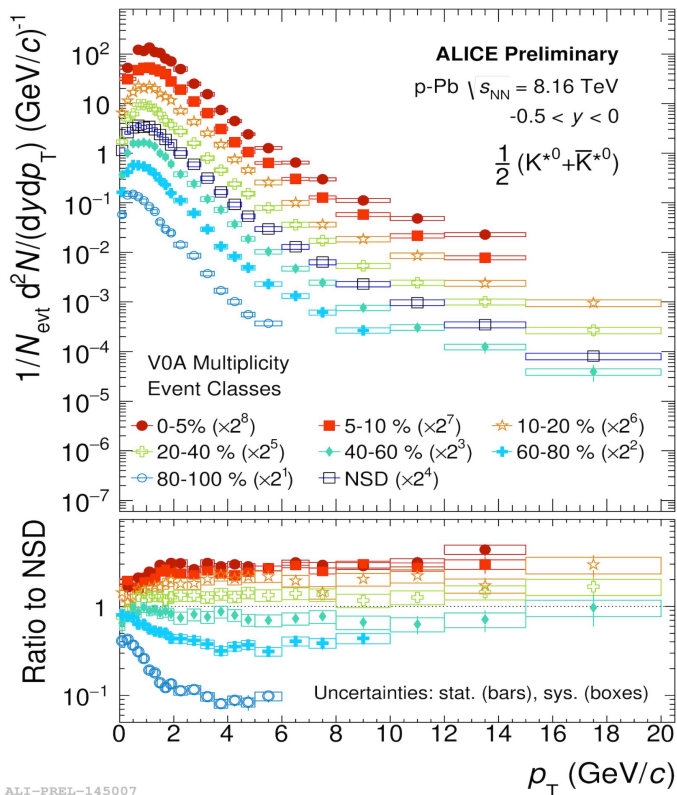 ALICE Preliminary
p-Pb √sNN = 8.16 TeV
-0.5 < y < 0
1/2 (K*⁰+K̅*⁰)
1/Nevt d²N/(dydpT) (GeV/c)⁻¹
10²
10
1
10⁻¹
10⁻²
10⁻³
10⁻⁴
10⁻⁵
10⁻⁶
10⁻⁷
V0A Multiplicity
Event Classes
0-5% (×2⁸) 5-10 % (×2⁷) 10-20 % (×2⁶)
20-40 % (×2⁵) 40-60 % (×2³) 60-80 % (×2²)
80-100 % (×2¹) NSD (×2⁴)
Ratio to NSD
1
10⁻¹
Uncertainties: stat. (bars), sys. (boxes)
0 2 4 6 8 10 12 14 16 18 20
pT (GeV/c)
ALI-PREL-145007